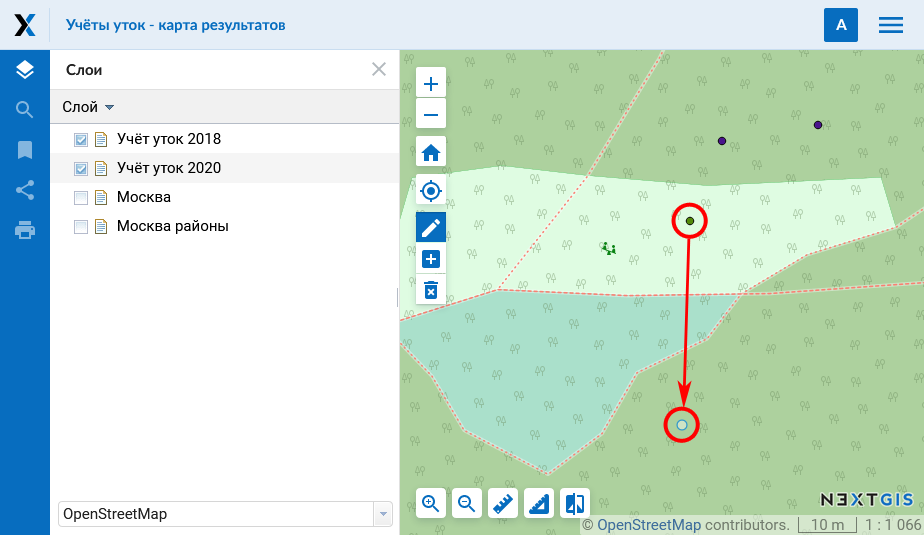 Учёты уток - карта результатов
A
Слои
Слой
Учёт уток 2018
Учёт уток 2020
Москва
Москва районы
OpenStreetMap
NEXTGIS
© OpenStreetMap contributors.
10 m
1 : 1 066